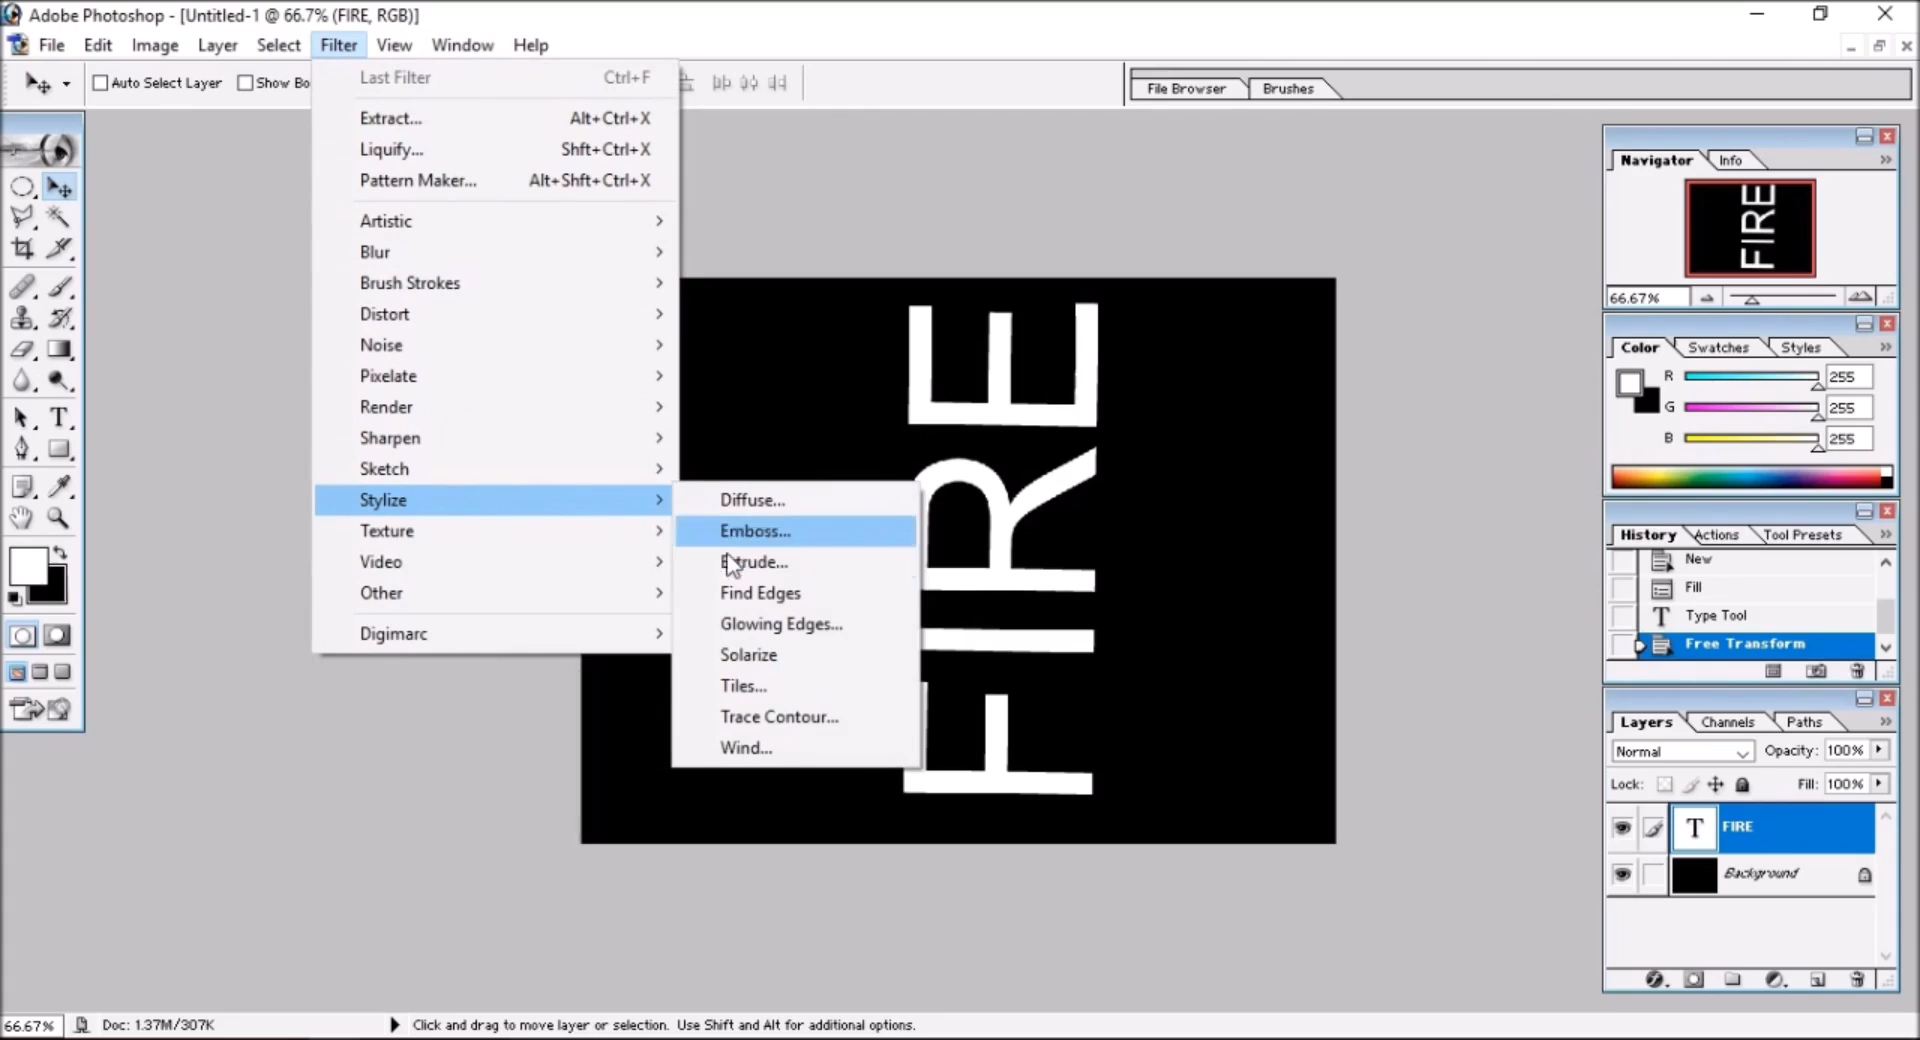 Adobe Photoshop - [Untitled-1 @ 66.7% (FIRE, RGB)]
File Edit Image Layer Select Filter View Window Help
Auto Select Layer Show Bo
File Browser Brushes
Last Filter Ctrl+F
Extract... Alt+Ctrl+X
Liquify... Shft+Ctrl+X
Pattern Maker... Alt+Shft+Ctrl+X
Artistic
Blur
Brush Strokes
Distort
Noise
Pixelate
Render
Sharpen
Sketch
Stylize
Texture
Video
Other
Digimarc
Diffuse...
Emboss...
Extrude...
Find Edges
Glowing Edges...
Solarize
Tiles...
Trace Contour...
Wind...
FIRE
Navigator Info
FIRE
66.67%
Color Swatches Styles
R 255
G 255
B 255
History Actions Tool Presets
New
Fill
T Type Tool
Free Transform
Layers Channels Paths
Normal Opacity: 100%
Lock: Fill: 100%
T FIRE
Background
T
66.67% Doc: 1.37M/307K Click and drag to move layer or selection. Use Shift and Alt for additional options.